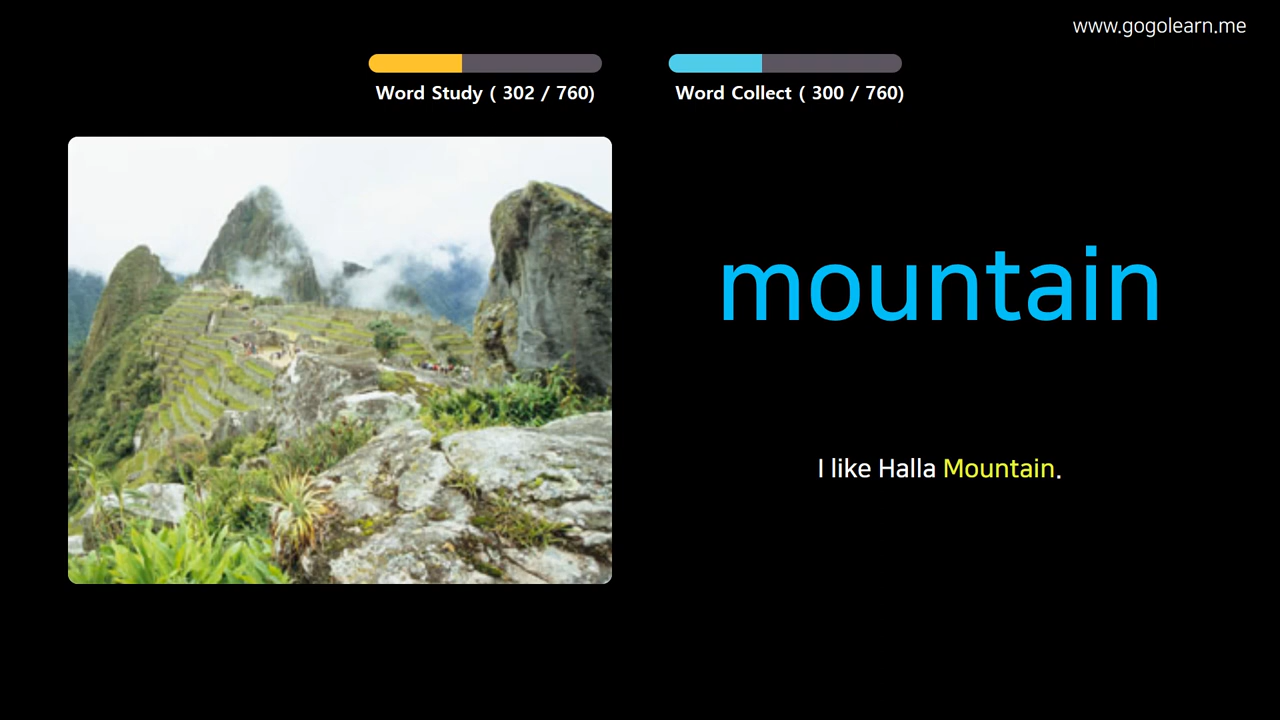 www.gogolearn.me
Word Study ( 302 / 760)
Word Collect ( 300 / 760)
mountain
I like Halla Mountain.